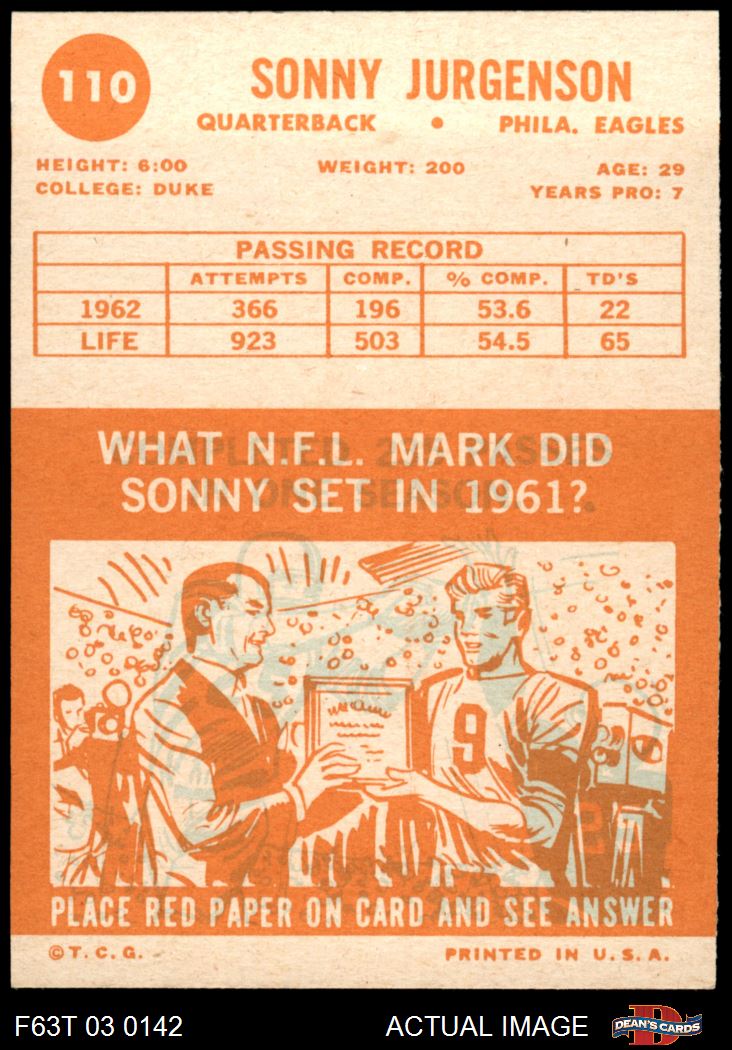 110
SONNY JURGENSON
QUARTERBACK • PHILA. EAGLES
HEIGHT: 6:00 WEIGHT: 200 AGE: 29
COLLEGE: DUKE YEARS PRO: 7
PASSING RECORD
ATTEMPTS COMP. % COMP. TD'S
1962 366 196 53.6 22
LIFE 923 503 54.5 65
WHAT N.F.L. MARK DID
SONNY SET IN 1961?
9
PLACE RED PAPER ON CARD AND SEE ANSWER
©T.C.G. PRINTED IN U.S.A.
F63T 03 0142 ACTUAL IMAGE
D
DEAN'S CARDS